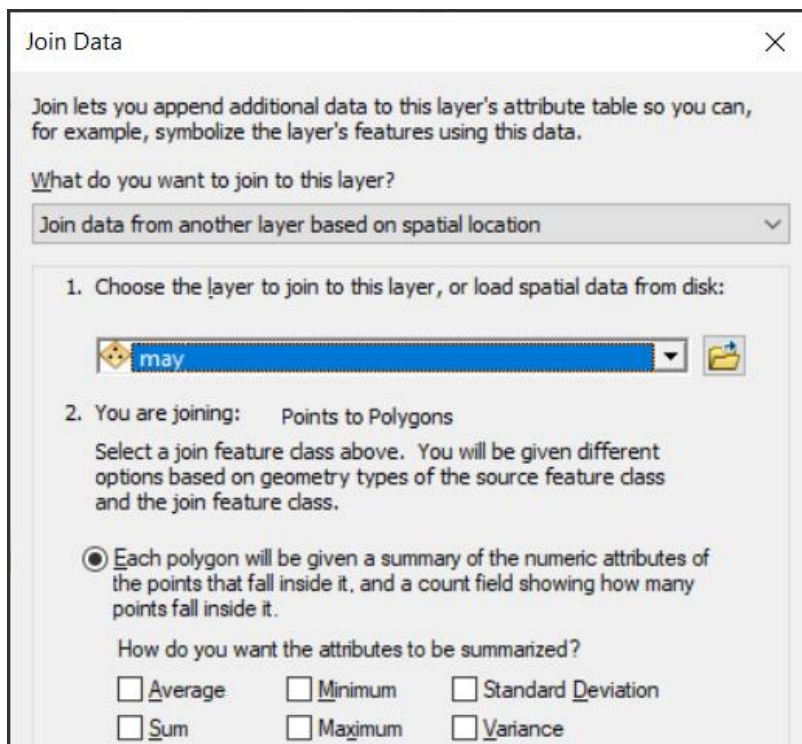 Join Data
Join lets you append additional data to this layer's attribute table so you can,
for example, symbolize the layer's features using this data.
What do you want to join to this layer?
Join data from another layer based on spatial location
1. Choose the layer to join to this layer, or load spatial data from disk:
may
2. You are joining: Points to Polygons
Select a join feature class above. You will be given different
options based on geometry types of the source feature class
and the join feature class.
Each polygon will be given a summary of the numeric attributes of
the points that fall inside it, and a count field showing how many
points fall inside it.
How do you want the attributes to be summarized?
Average Minimum Standard Deviation
Sum Maximum Variance